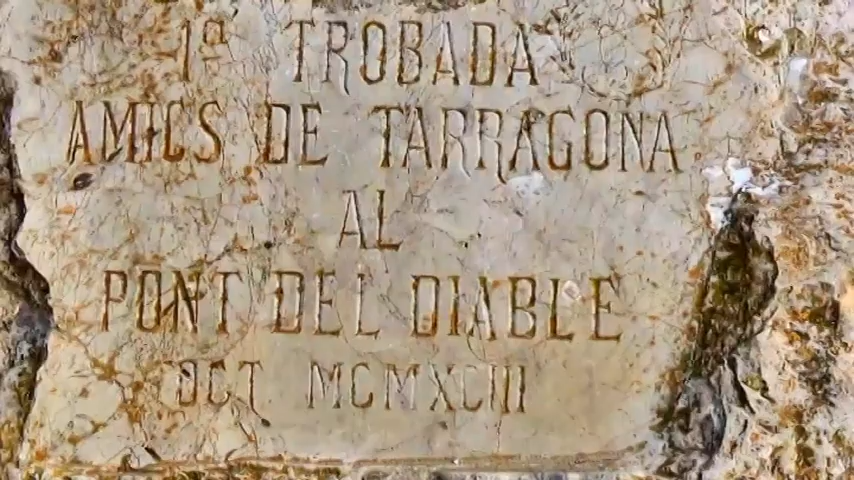 1ª TROBADA
AMICS DE TARRAGONA
AL
PONT DEL DIABLE
OCT MCMXCIII